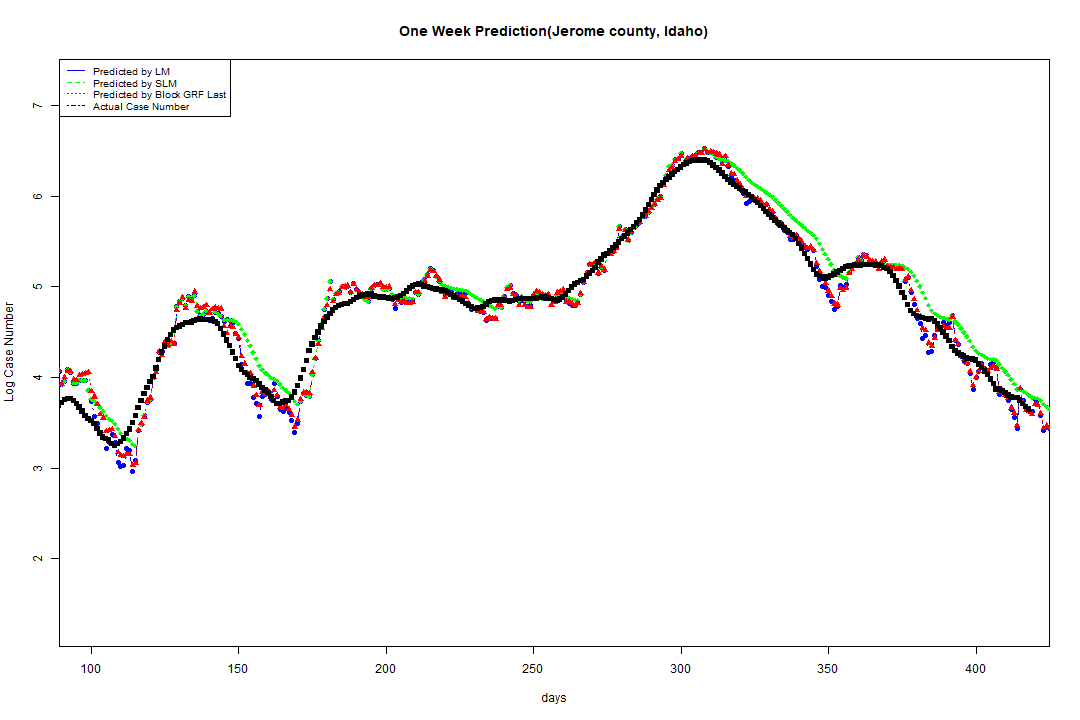 One Week Prediction(Jerome county, Idaho)
Predicted by LM
Predicted by SLM
Predicted by Block GRF Last
Actual Case Number
7
6
5
4
3
2
Log Case Number
100 150 200 250 300 350 400
days